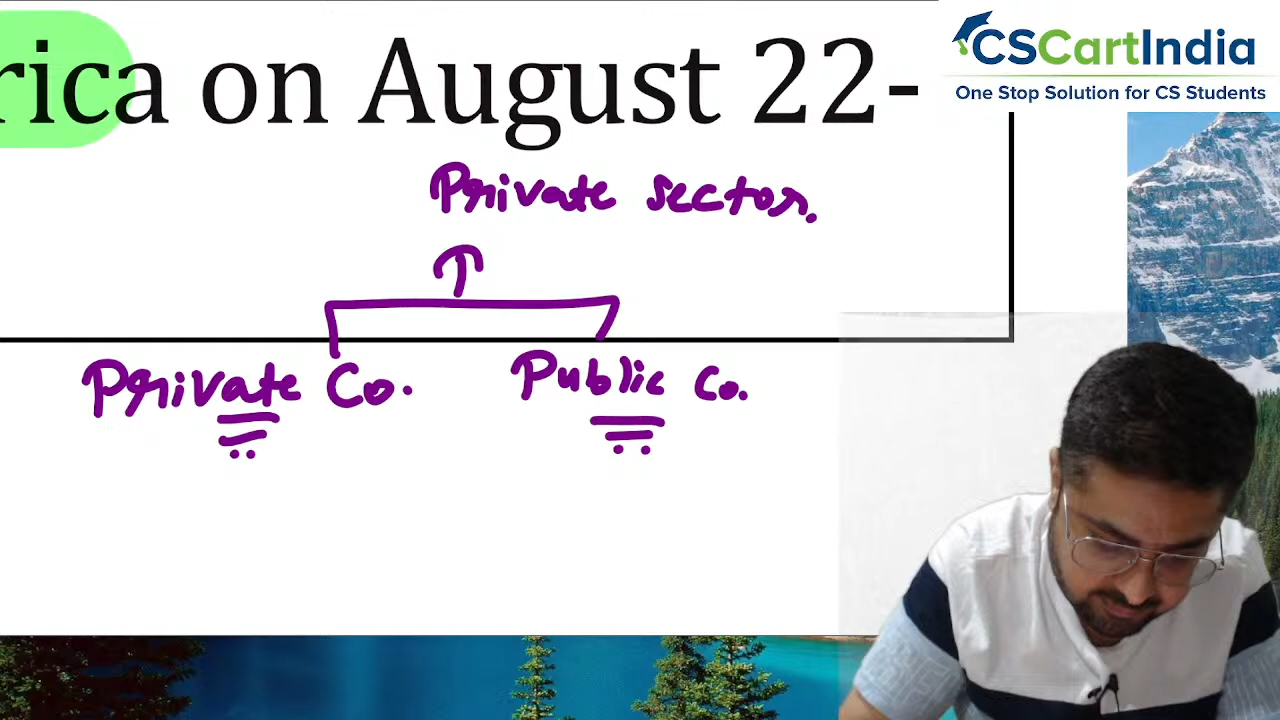 rica on August 22-
CSCartIndia
One Stop Solution for CS Students
Private sector.
Private Co. Public Co.